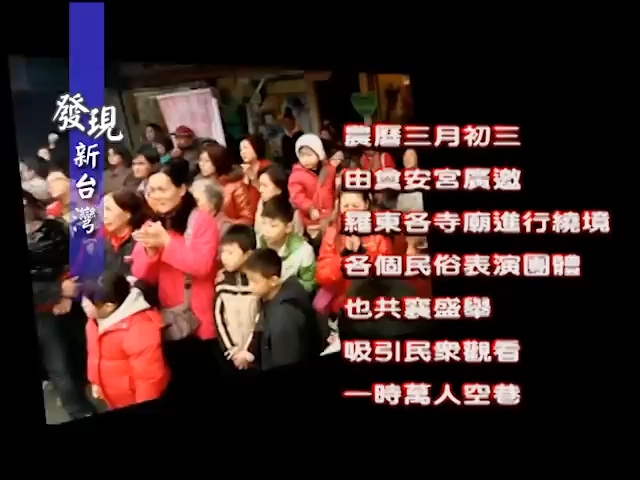 發現
新台灣
農曆三月初三
由奠安宮廣邀
羅東各寺廟進行繞境
各個民俗表演團體
也共襄盛舉
吸引民眾觀看
一時萬人空巷